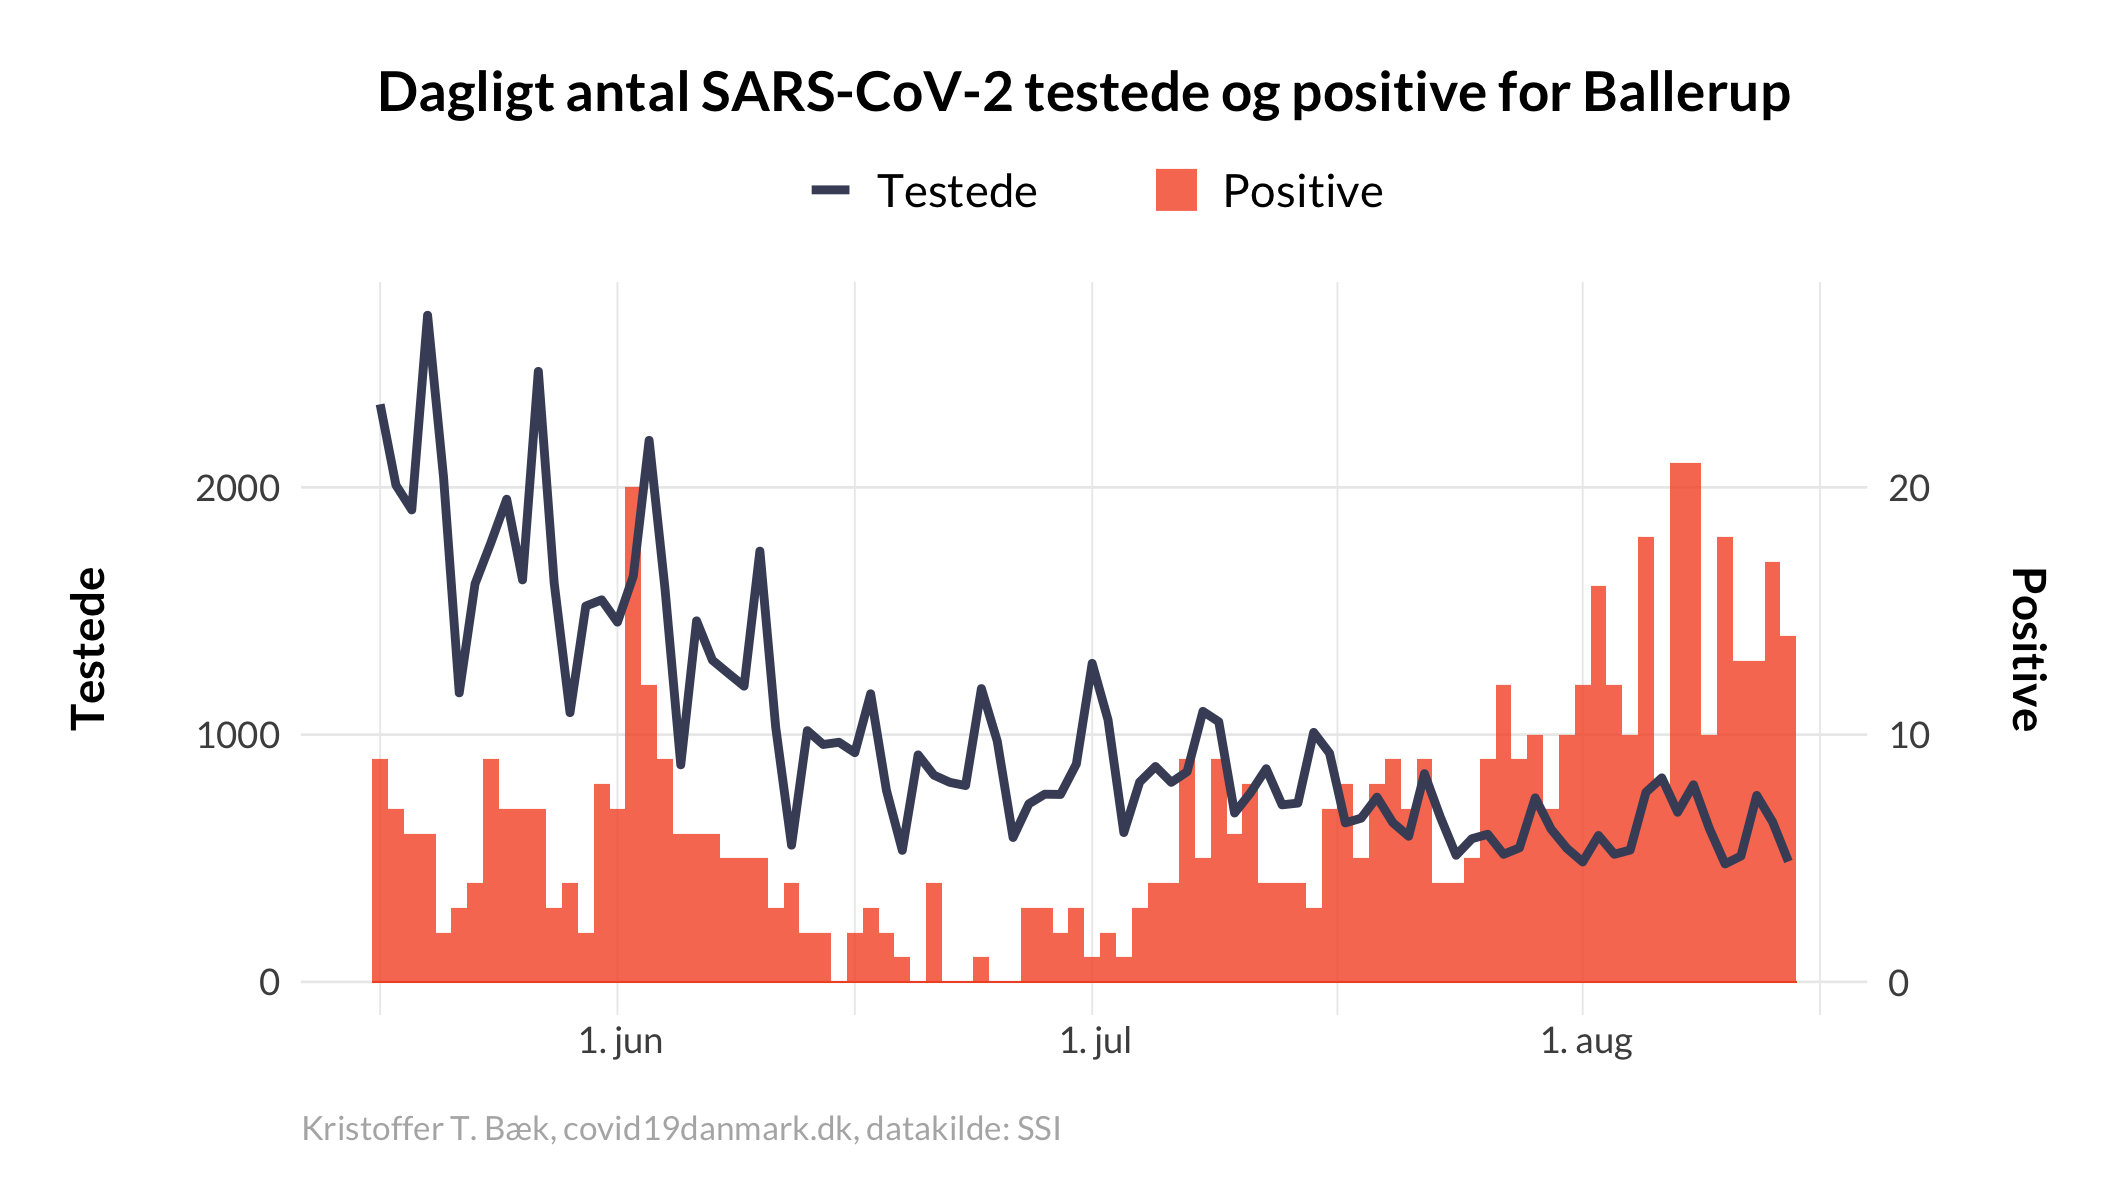 Dagligt antal SARS-CoV-2 testede og positive for Ballerup
Testede
Positive
2000
1000
0
Testede
20
10
0
Positive
1. jun
1. jul
1. aug
Kristoffer T. Bæk, covid19danmark.dk, datakilde: SSI